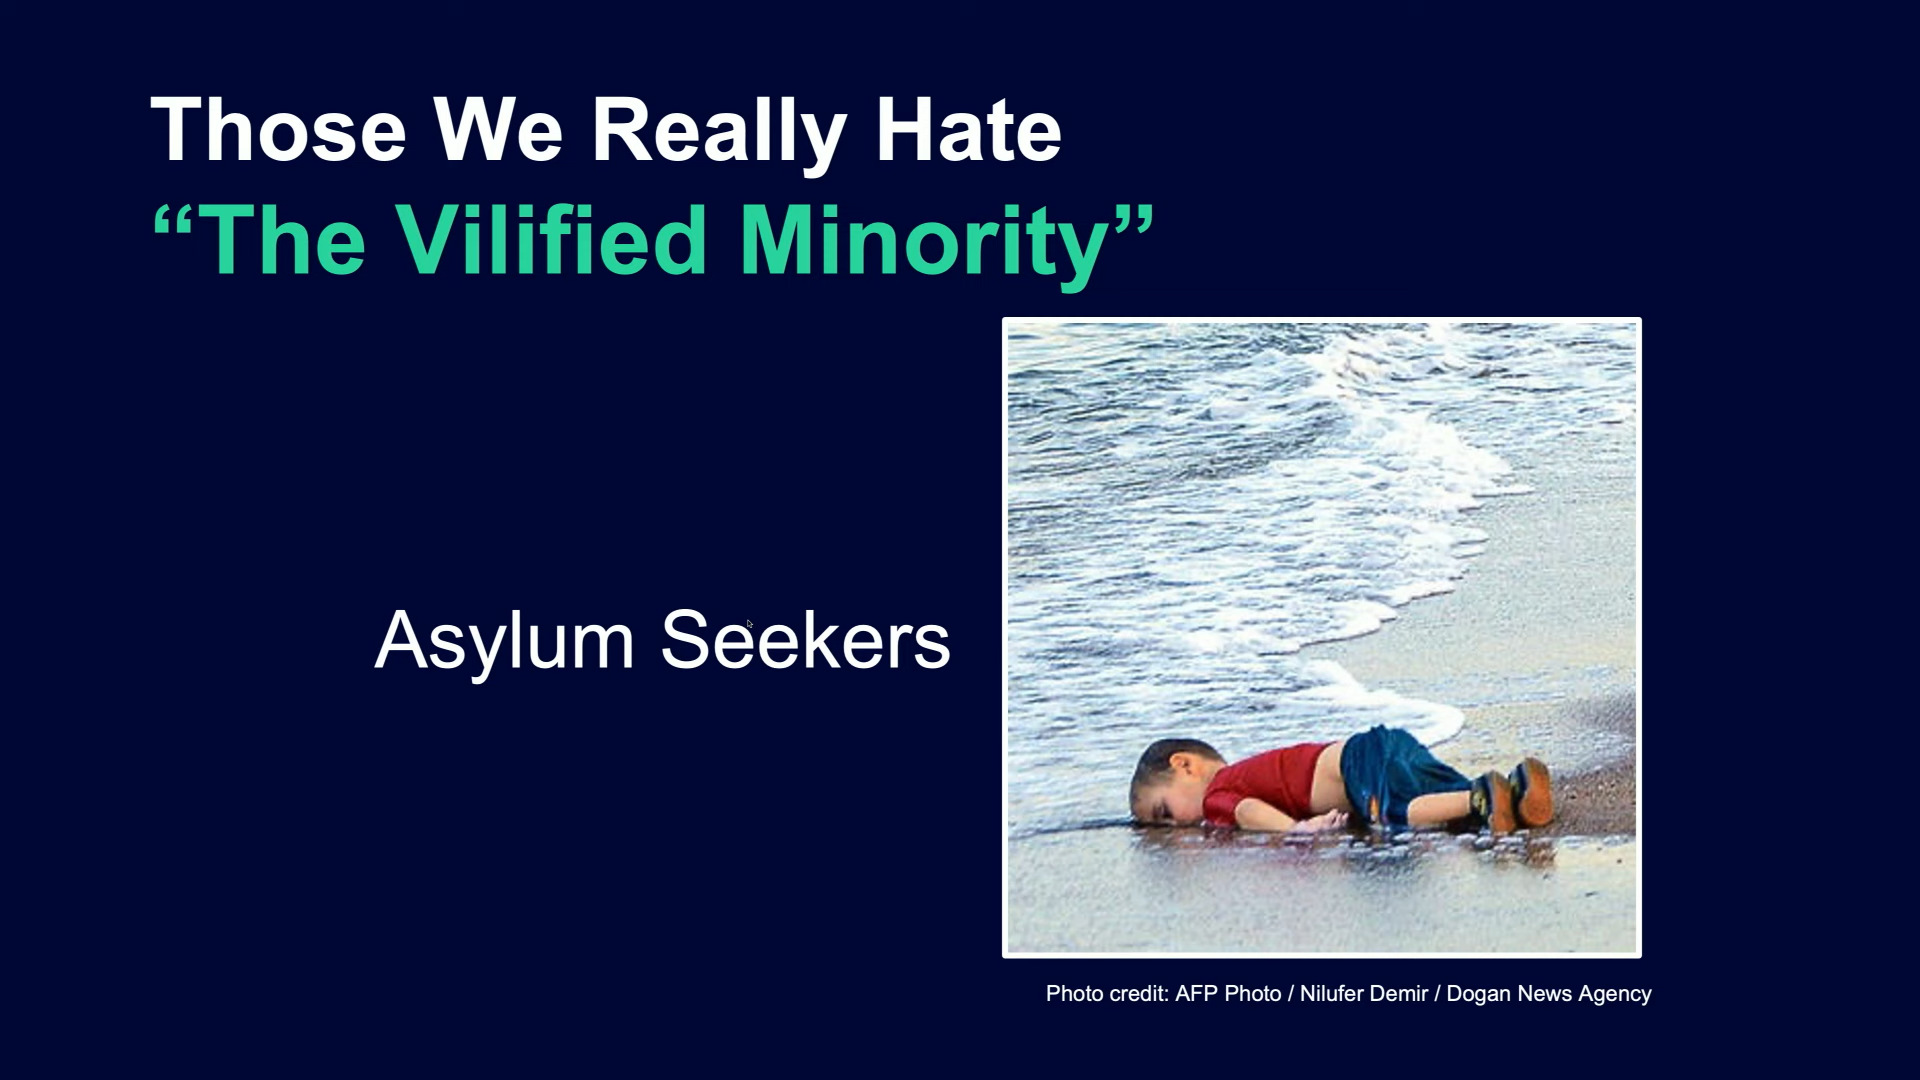 Those We Really Hate
“The Vilified Minority”
Asylum Seekers
Photo credit: AFP Photo / Nilufer Demir / Dogan News Agency